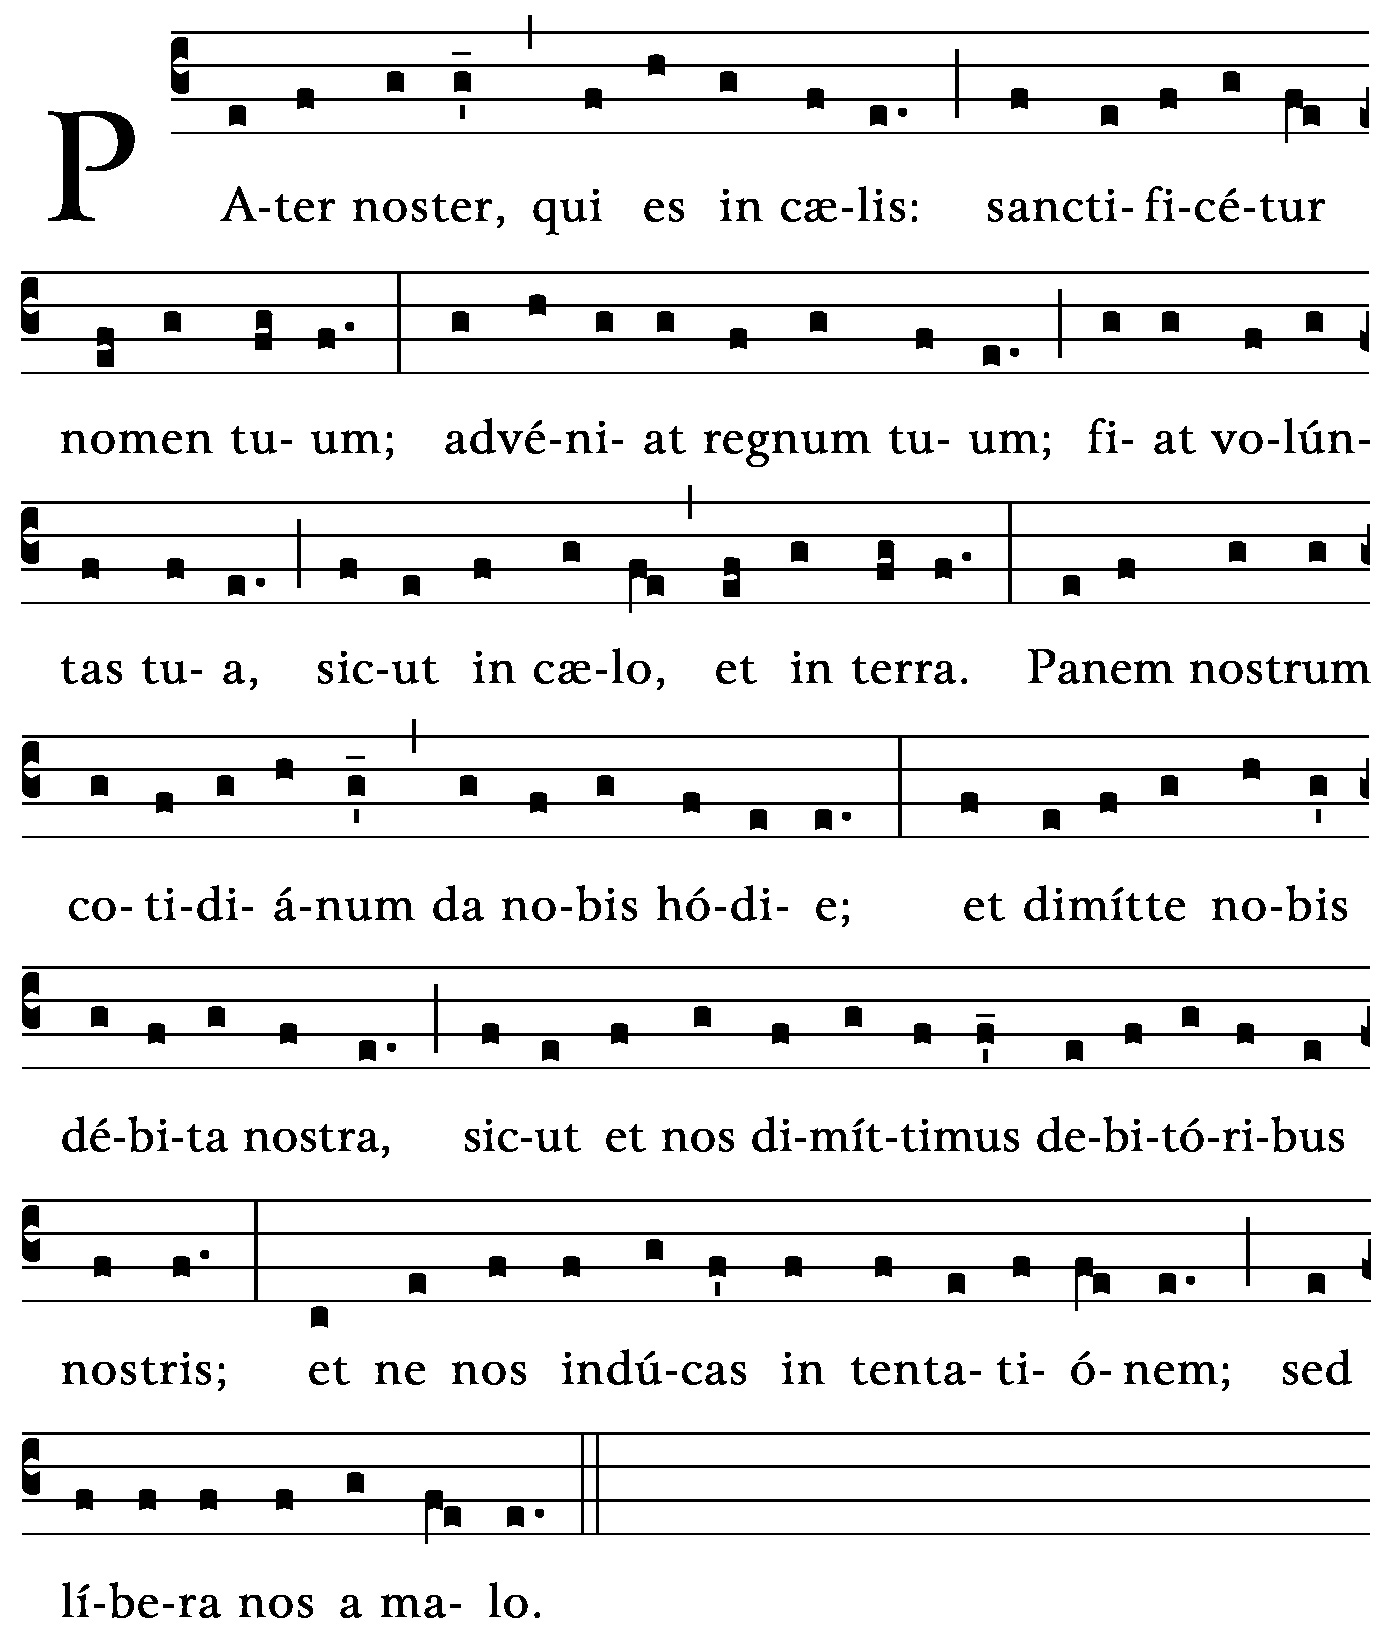 PA-ter noster, qui es in cæ-lis: sancti-fi-cé-tur
nomen tu- um; advé-ni- at regnum tu- um; fi- at vo-lún-
tas tu- a, sic-ut in cæ-lo, et in terra. Panem nostrum
co-ti-di- á-num da no-bis hó-di- e; et dimítte no-bis
dé-bi-ta nostra, sic-ut et nos di-mít-timus de-bi-tó-ri-bus
nostris; et ne nos indú-cas in tenta-ti- ó-nem; sed
lí-be-ra nos a ma- lo.